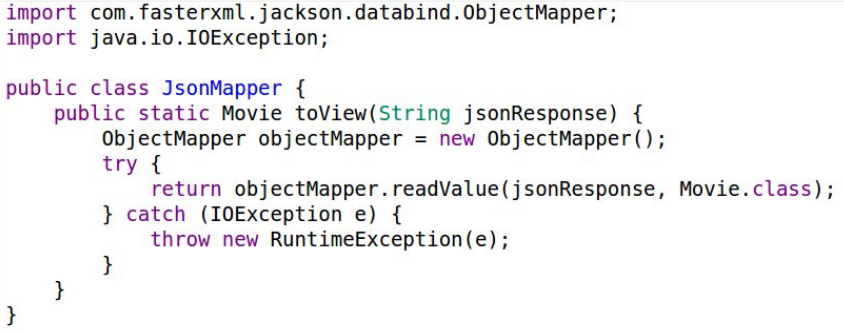 import com.fasterxml.jackson.databind.ObjectMapper;
import java.io.IOException;

public class JsonMapper {
    public static Movie toView(String jsonResponse) {
        ObjectMapper objectMapper = new ObjectMapper();
        try {
            return objectMapper.readValue(jsonResponse, Movie.class);
        } catch (IOException e) {
            throw new RuntimeException(e);
        }
    }
}